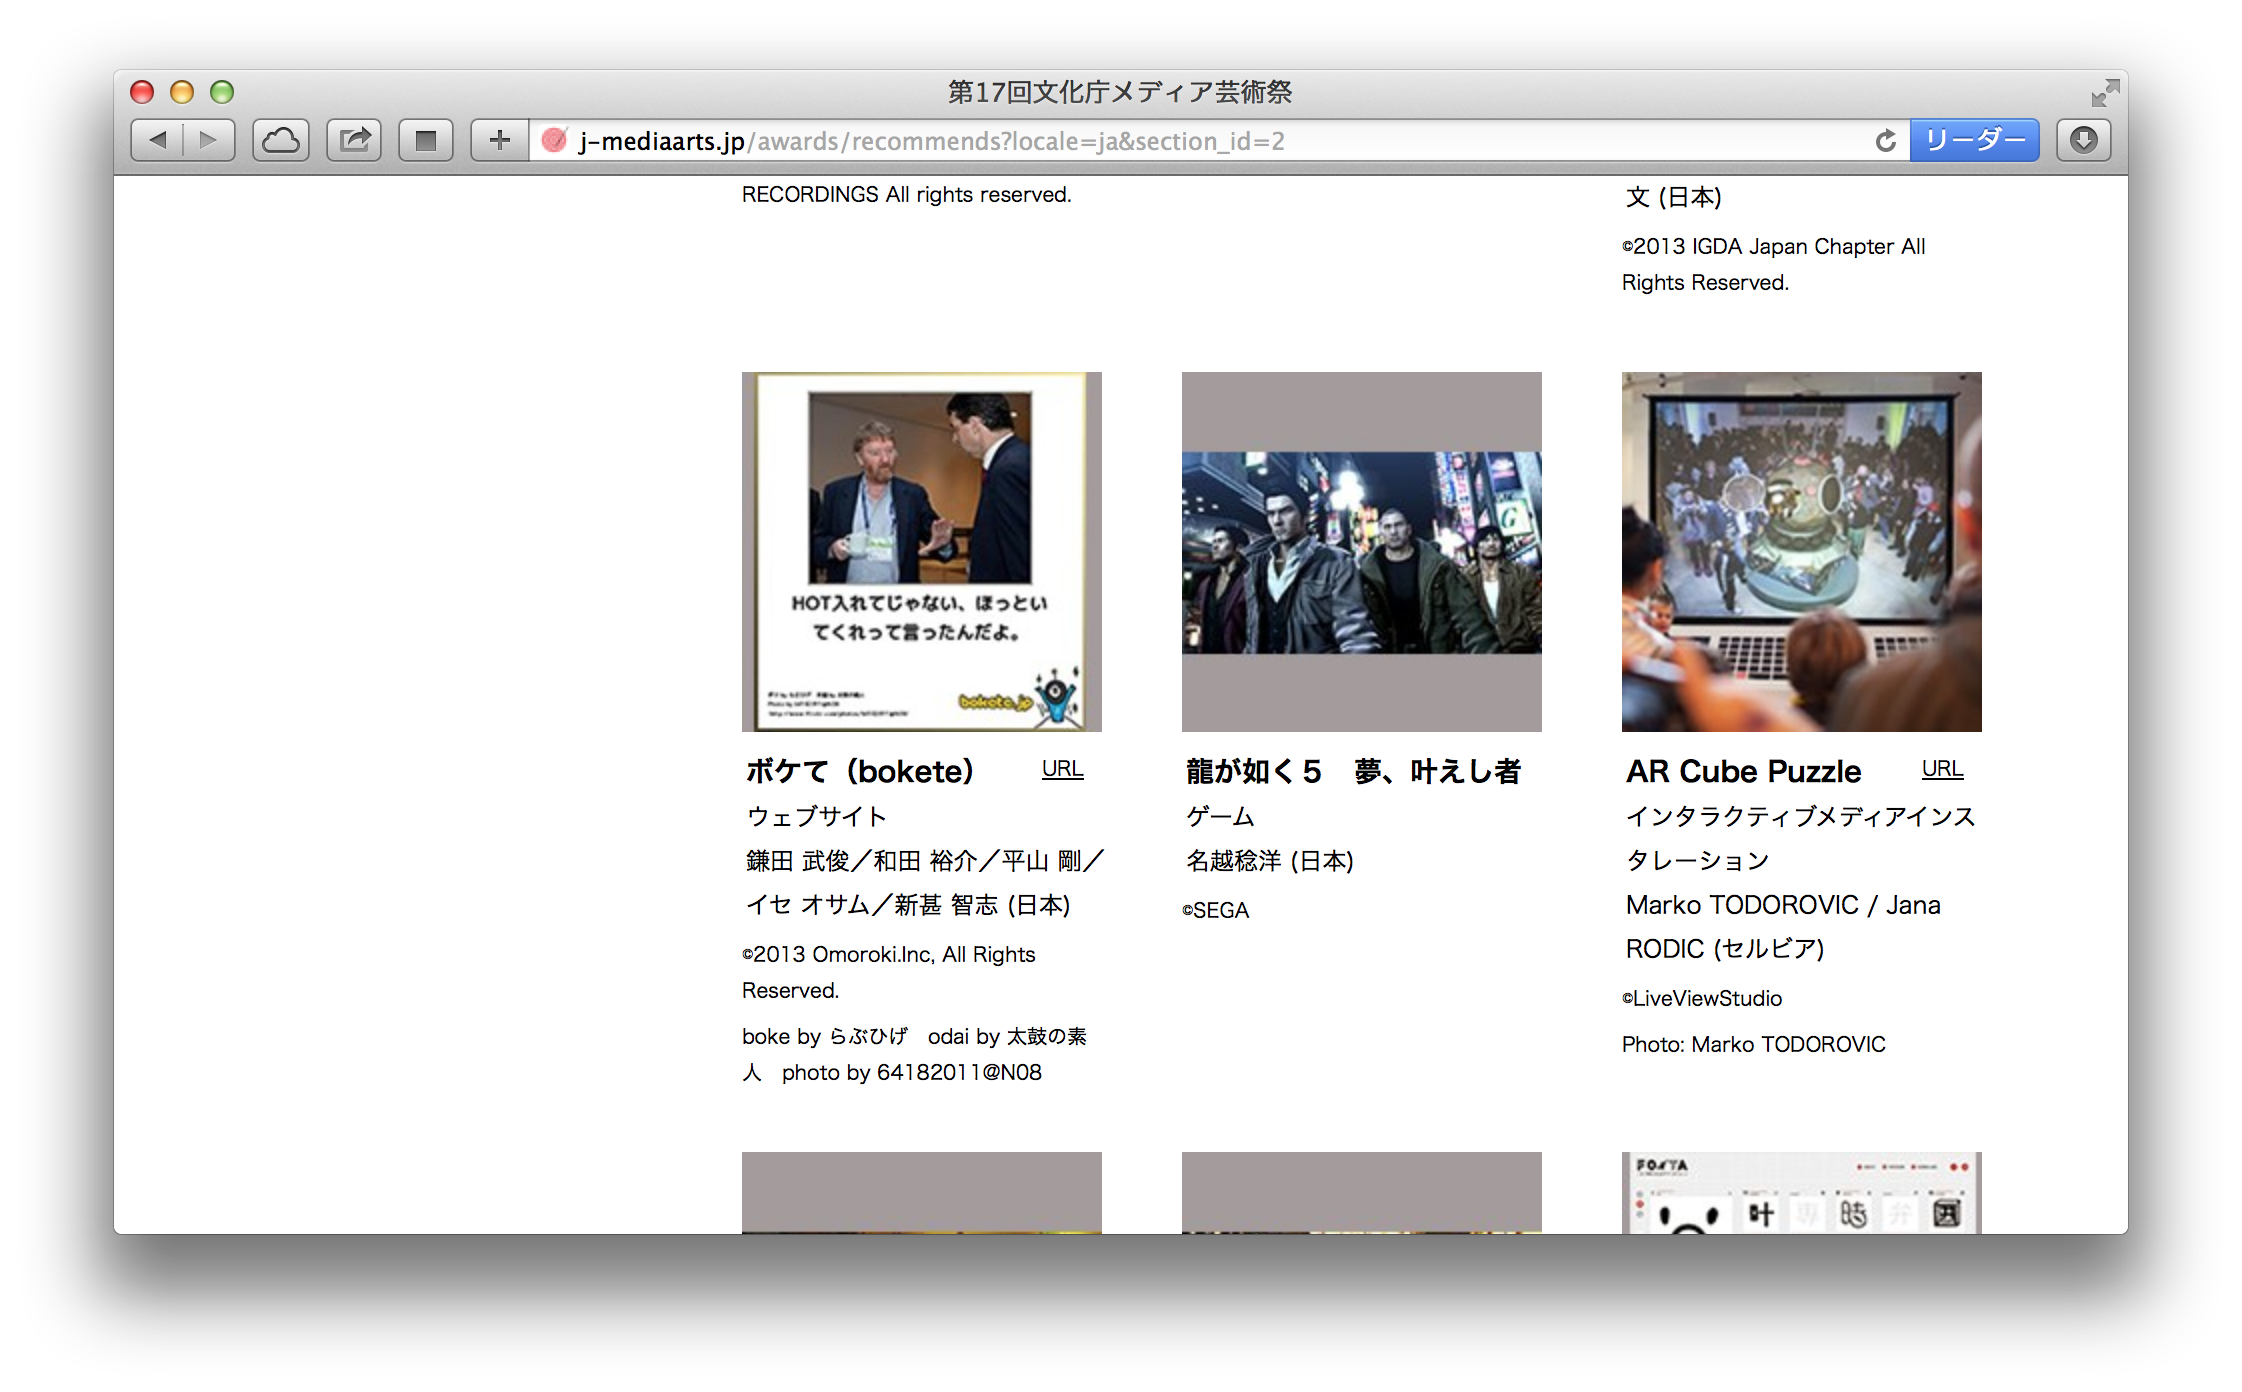 第17回文化庁メディア芸術祭
j-mediaarts.jp/awards/recommends?locale=ja&section_id=2
リーダー
RECORDINGS All rights reserved.
文 (日本)
©2013 IGDA Japan Chapter All
Rights Reserved.
HOT入れてじゃない、ほっとい
てくれって言ったんだよ。
bokete.jp
ボケて（bokete）
URL
ウェブサイト
鎌田 武俊／和田 裕介／平山 剛／
イセ オサム／新甚 智志 (日本)
©2013 Omoroki.Inc, All Rights
Reserved.
boke by らぶひげ　odai by 太鼓の素
人　photo by 64182011@N08
龍が如く５　夢、叶えし者
ゲーム
名越稔洋 (日本)
©SEGA
AR Cube Puzzle
URL
インタラクティブメディアインス
タレーション
Marko TODOROVIC / Jana
RODIC (セルビア)
©LiveViewStudio
Photo: Marko TODOROVIC
叶 時